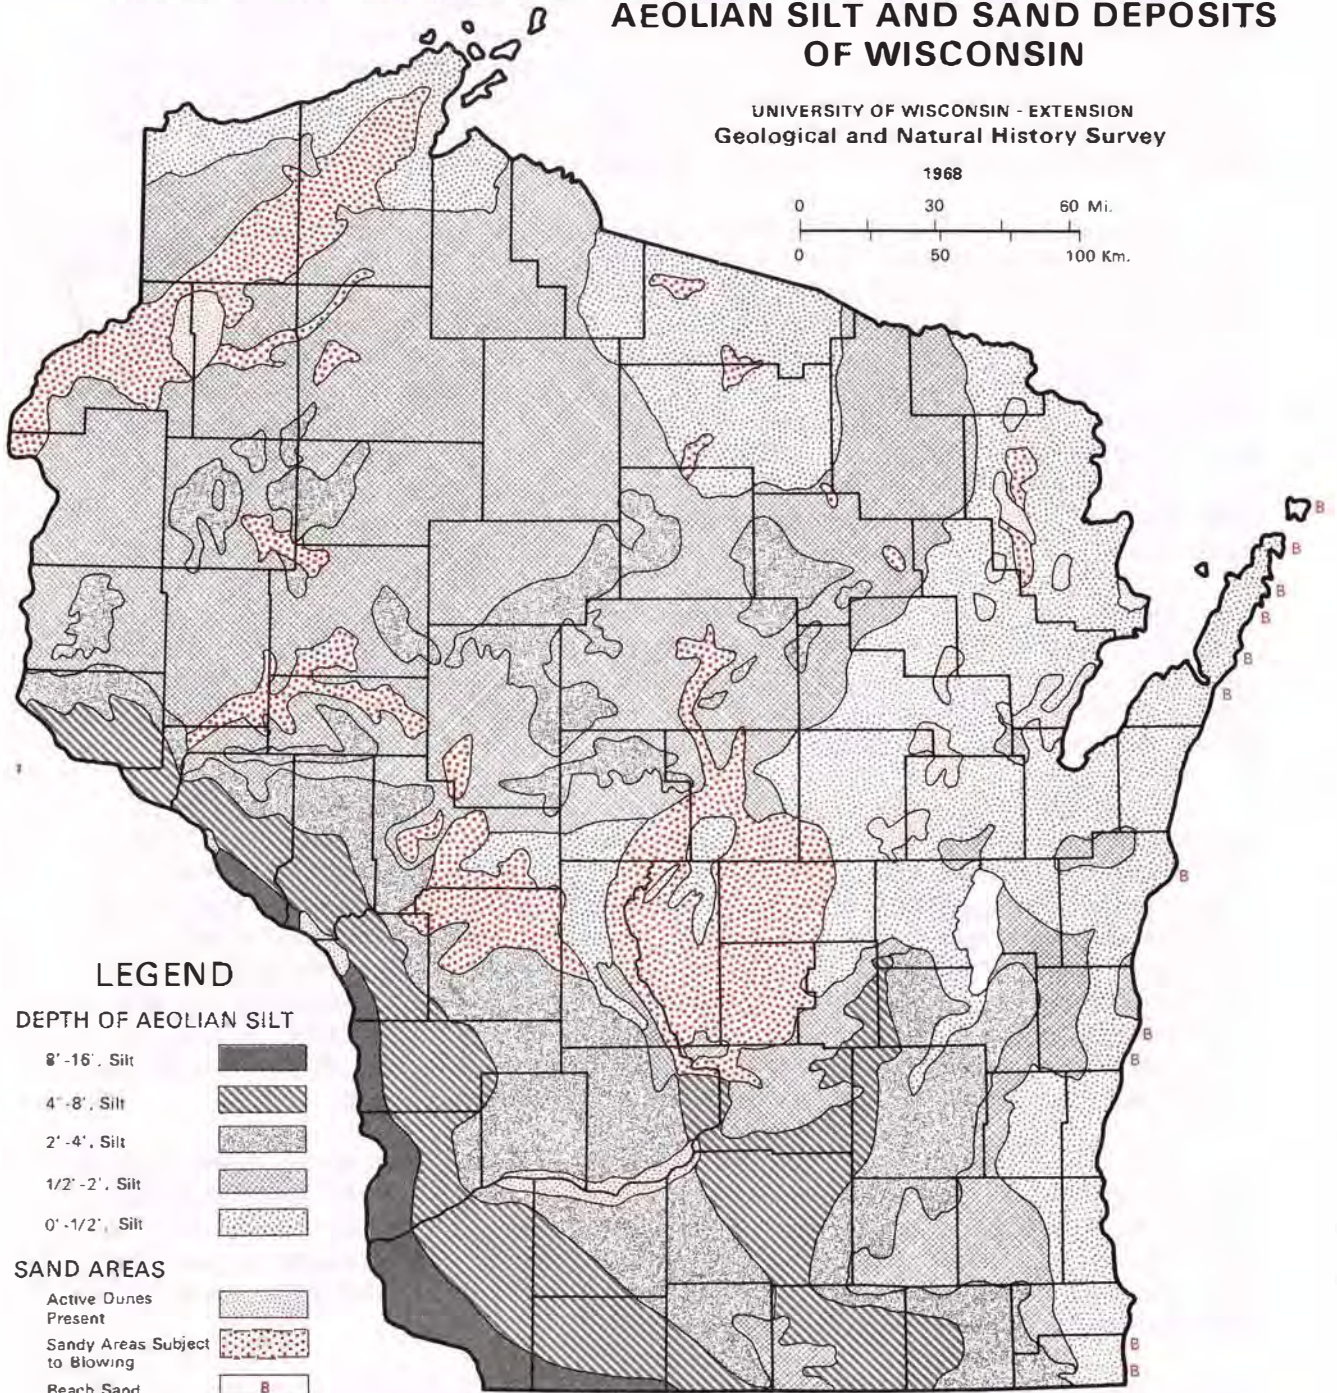 AEOLIAN SILT AND SAND DEPOSITS
OF WISCONSIN
UNIVERSITY OF WISCONSIN - EXTENSION
Geological and Natural History Survey
1968
0 30 60 Mi.
0 50 100 Km.
B
B
B
B
B
B
B
B
B
B
B
LEGEND
DEPTH OF AEOLIAN SILT
8'-16', Silt
4'-8', Silt
2'-4', Silt
1/2'-2', Silt
0'-1/2', Silt
SAND AREAS
Active Dunes
Present
Sandy Areas Subject
to Blowing
Beach Sand B